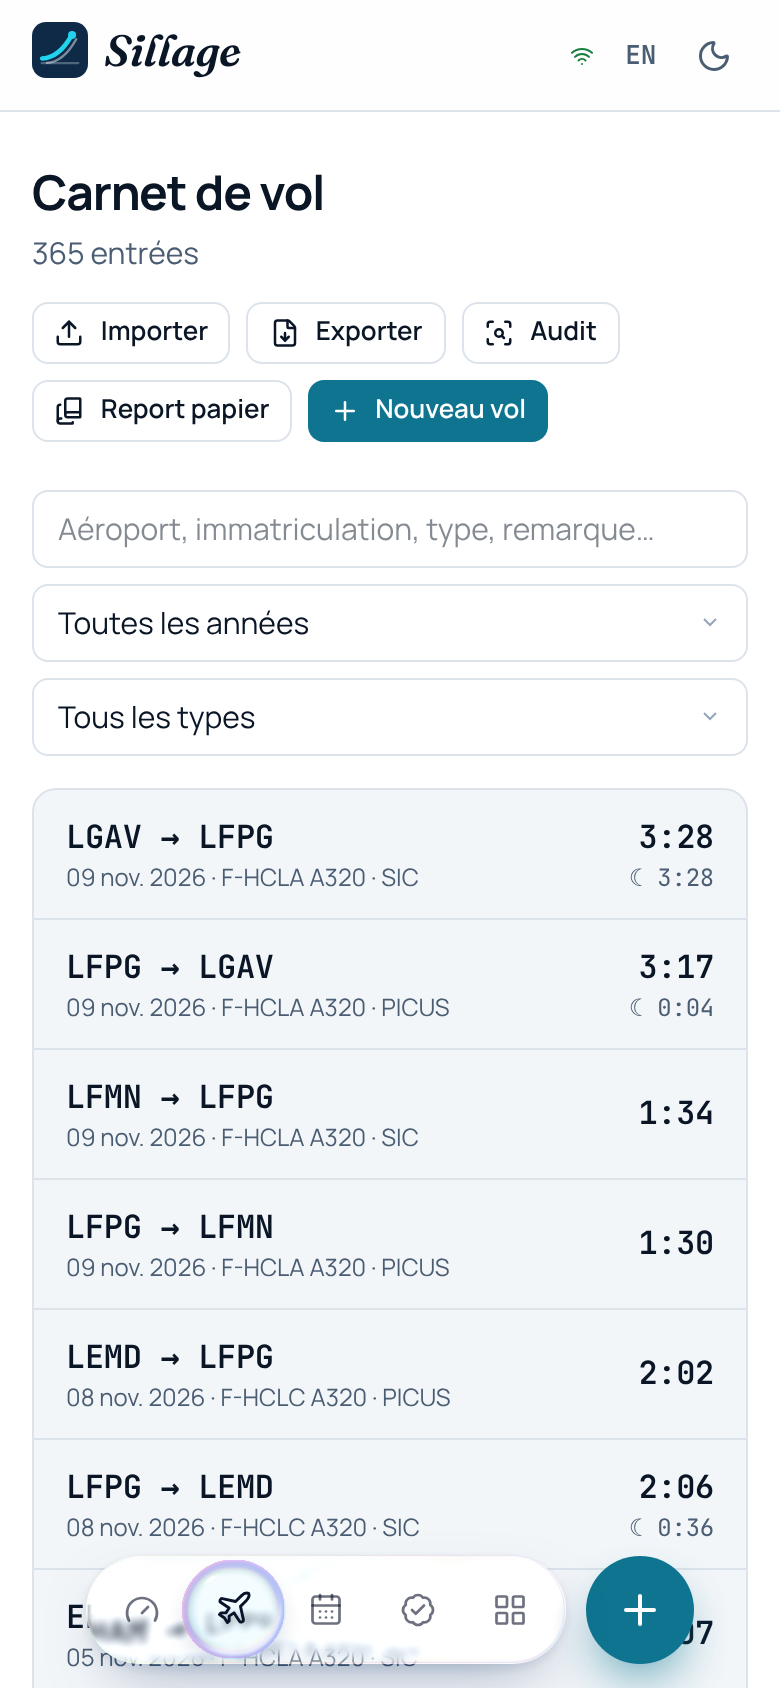 Sillage
EN
Carnet de vol
365 entrées
Importer
Exporter
Audit
Report papier
+ Nouveau vol
Aéroport, immatriculation, type, remarque...
Toutes les années
Tous les types
LGAV → LFPG
3:28
09 nov. 2026 · F-HCLA A320 · SIC
☾ 3:28
LFPG → LGAV
3:17
09 nov. 2026 · F-HCLA A320 · PICUS
☾ 0:04
LFMN → LFPG
1:34
09 nov. 2026 · F-HCLA A320 · SIC
LFPG → LFMN
1:30
09 nov. 2026 · F-HCLA A320 · PICUS
LEMD → LFPG
2:02
08 nov. 2026 · F-HCLC A320 · PICUS
LFPG → LEMD
2:06
08 nov. 2026 · F-HCLC A320 · SIC
☾ 0:36
05 nov.